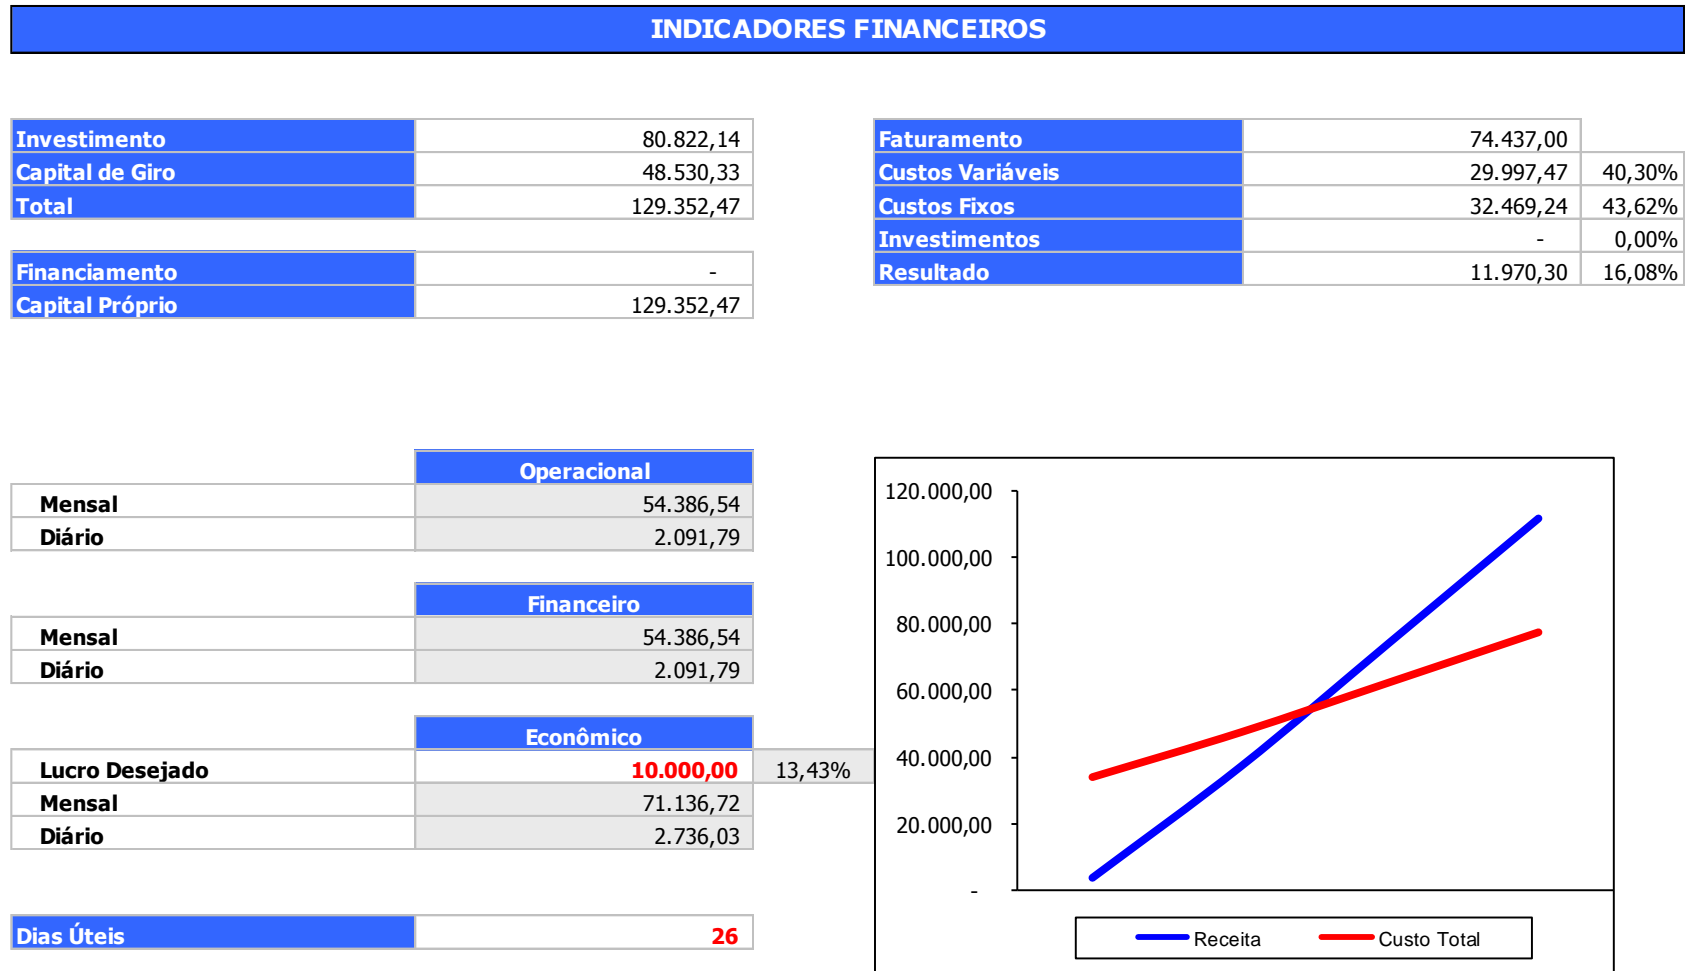 INDICADORES FINANCEIROS
Investimento 80.822,14
Capital de Giro 48.530,33
Total 129.352,47
Financiamento -
Capital Próprio 129.352,47
Faturamento 74.437,00
Custos Variáveis 29.997,47 40,30%
Custos Fixos 32.469,24 43,62%
Investimentos - 0,00%
Resultado 11.970,30 16,08%
Operacional
Mensal 54.386,54
Diário 2.091,79
Financeiro
Mensal 54.386,54
Diário 2.091,79
Econômico
Lucro Desejado 10.000,00 13,43%
Mensal 71.136,72
Diário 2.736,03
Dias Úteis 26
120.000,00
100.000,00
80.000,00
60.000,00
40.000,00
20.000,00
-
Receita Custo Total